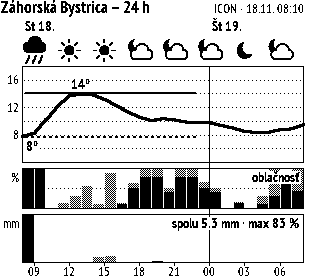 Záhorská Bystrica – 24 h
ICON - 18.11. 08:10
St 18.
Št 19.
16
14°
12
8
8°
%
oblačnosť
mm
spolu 5.3 mm · max 83 %
09 12 15 18 21 00 03 06